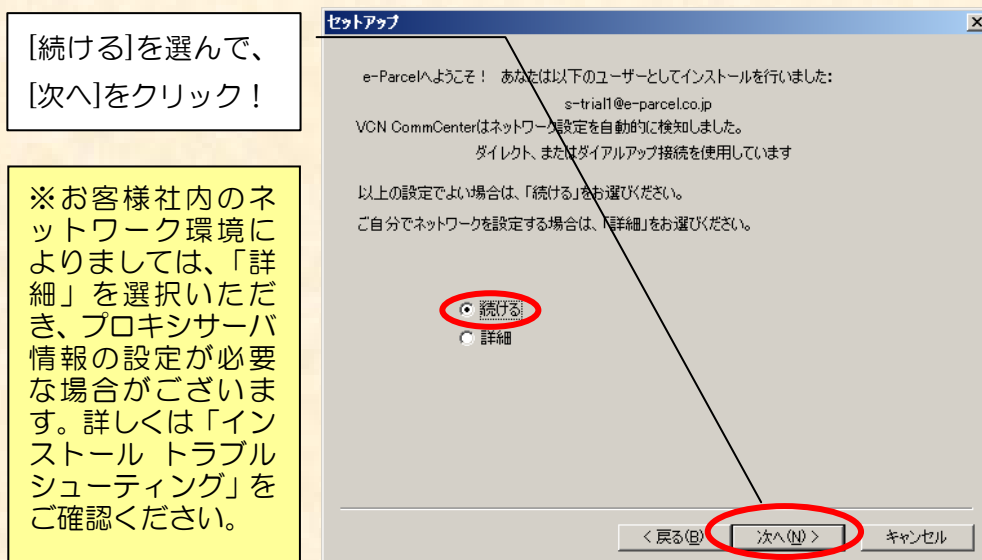 [続ける]を選んで、
[次へ]をクリック！
※お客様社内のネ
ットワーク環境に
よりましては、「詳
細」を選択いただ
き、プロキシサーバ
情報の設定が必要
な場合がございま
す。詳しくは「イン
ストール トラブル
シューティング」を
ご確認ください。
セットアップ
e-Parcelへようこそ！ あなたは以下のユーザーとしてインストールを行いました:
s-trial1@e-parcel.co.jp
VCN CommCenterはネットワーク設定を自動的に検知しました。
ダイレクト、またはダイアルアップ接続を使用しています
以上の設定でよい場合は、「続ける」をお選びください。
ご自分でネットワークを設定する場合は、「詳細」をお選びください。
続ける
詳細
< 戻る(B)
次へ(N) >
キャンセル